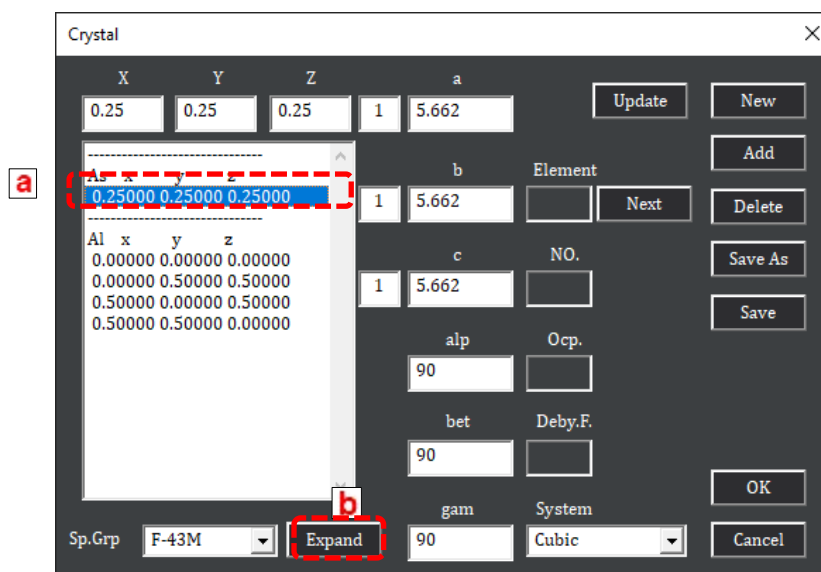 Crystal
X Y Z a
0.25 0.25 0.25 1 5.662 Update New
Add
a
--------------------------------
As x y z
0.25000 0.25000 0.25000
--------------------------------
b Element
1 5.662 Next Delete
Al x y z
0.00000 0.00000 0.00000
0.00000 0.50000 0.50000
0.50000 0.00000 0.50000
0.50000 0.50000 0.00000
c NO.
1 5.662
Save As
Save
alp Ocp.
90
bet Deby.F.
90
b
gam System
OK
Sp.Grp F-43M Expand 90 Cubic Cancel